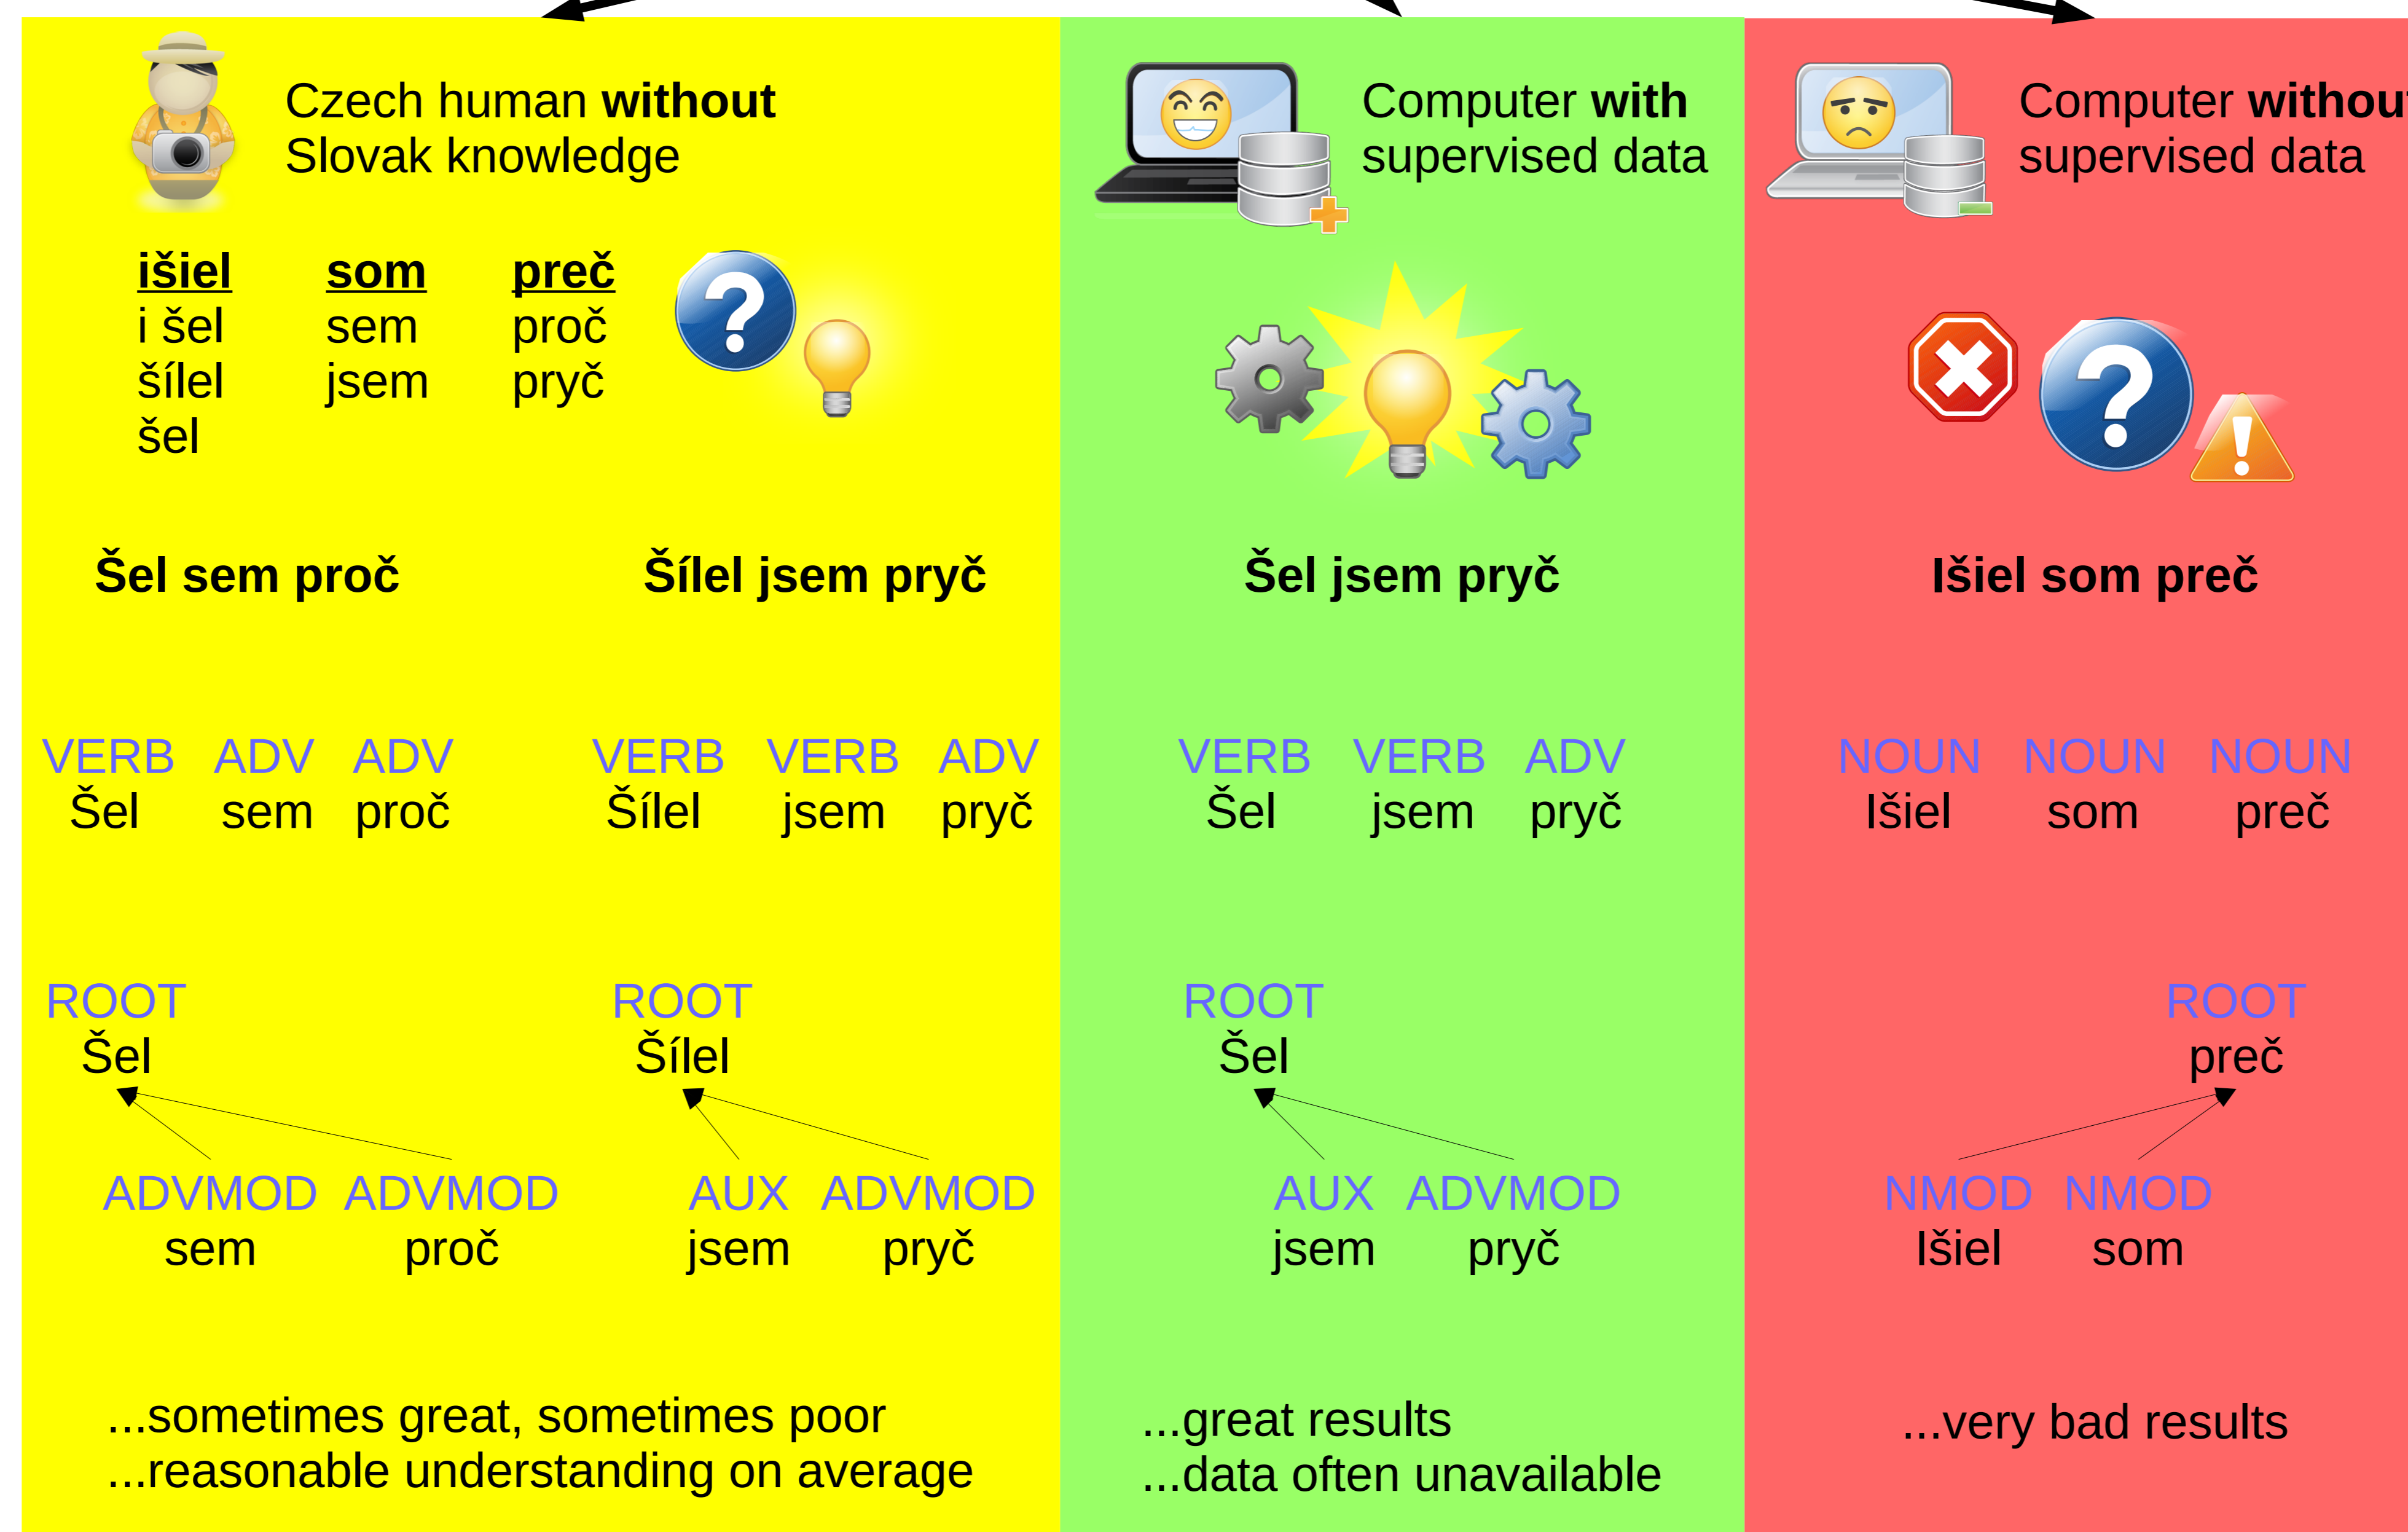 Czech human without
Slovak knowledge
išiel som preč
i šel sem proč
šílel jsem pryč
šel
Šel sem proč Šílel jsem pryč
VERB ADV ADV VERB VERB ADV
Šel sem proč Šílel jsem pryč
ROOT ROOT
Šel Šílel
ADVMOD ADVMOD AUX ADVMOD
sem proč jsem pryč
...sometimes great, sometimes poor
...reasonable understanding on average
Computer with
supervised data
Šel jsem pryč
VERB VERB ADV
Šel jsem pryč
ROOT
Šel
AUX ADVMOD
jsem pryč
...great results
...data often unavailable
Computer without
supervised data
Išiel som preč
NOUN NOUN NOUN
Išiel som preč
ROOT
preč
NMOD NMOD
Išiel som
...very bad results